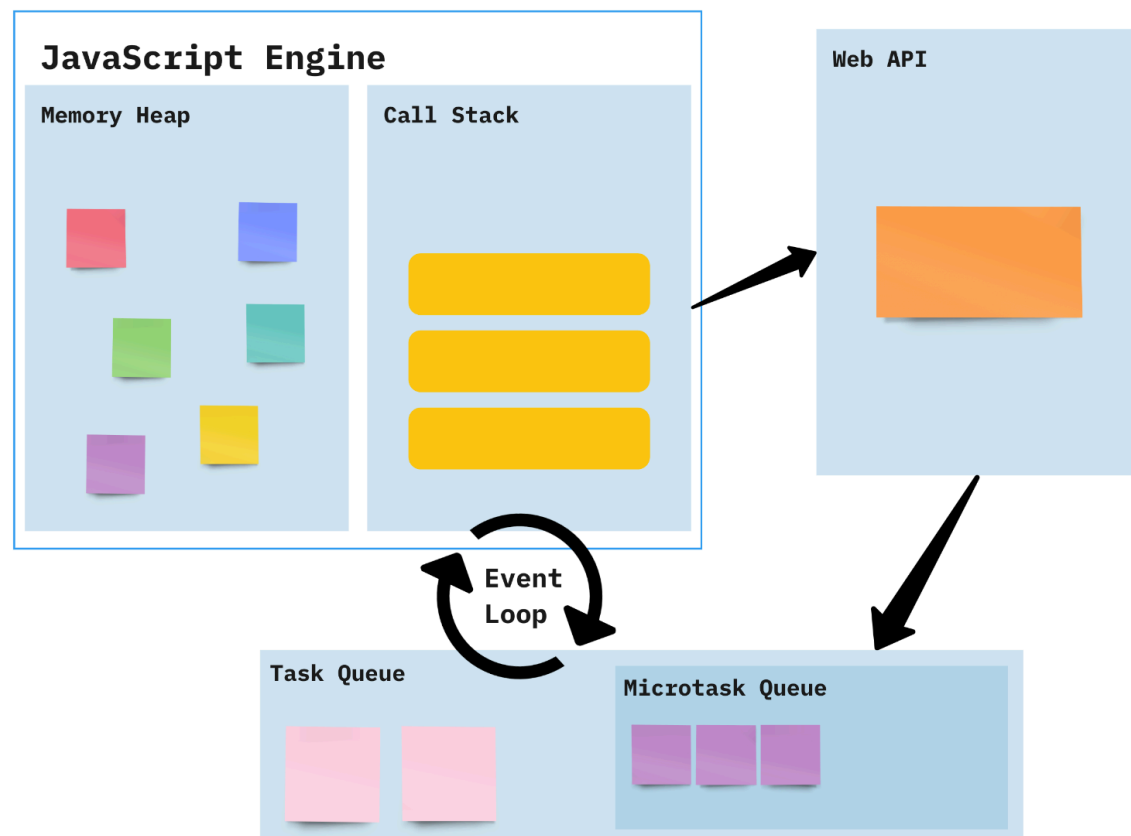 JavaScript Engine
Memory Heap
Call Stack
Web API
Event
Loop
Task Queue
Microtask Queue